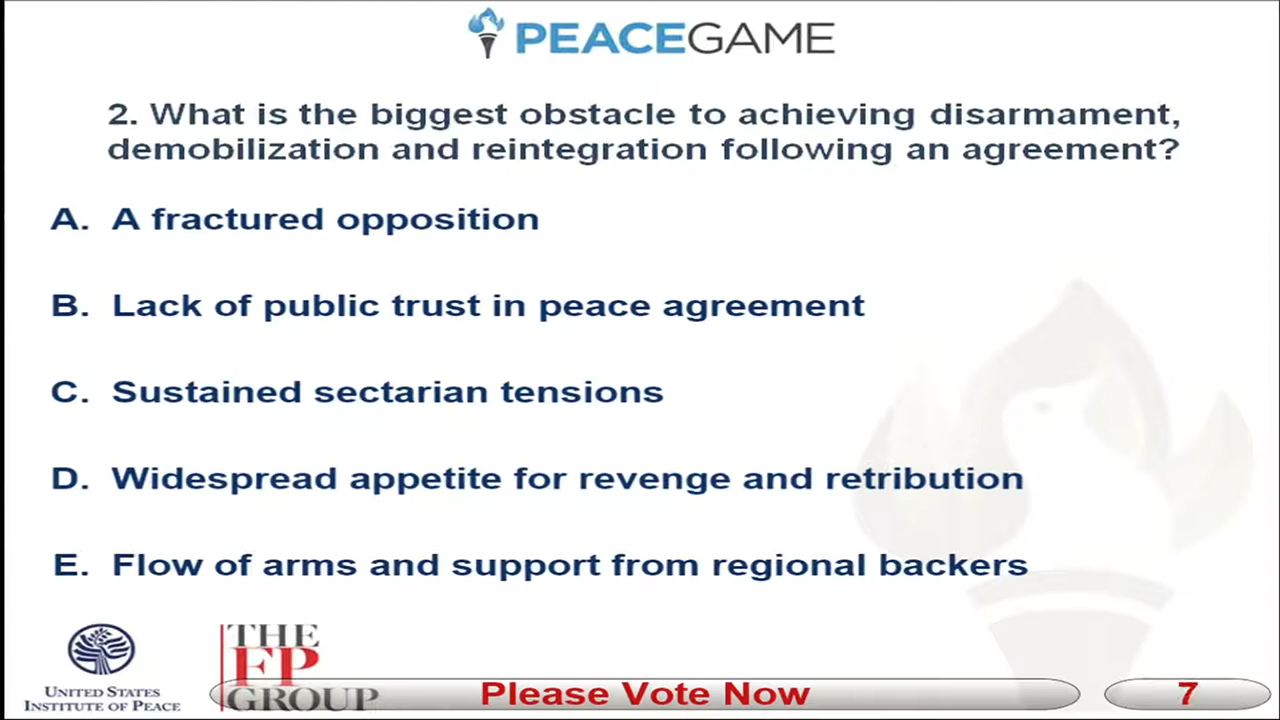 PEACEGAME
2. What is the biggest obstacle to achieving disarmament,
demobilization and reintegration following an agreement?
A. A fractured opposition
B. Lack of public trust in peace agreement
C. Sustained sectarian tensions
D. Widespread appetite for revenge and retribution
E. Flow of arms and support from regional backers
UNITED STATES
INSTITUTE OF PEACE
THE
FP
GROUP
Please Vote Now
7